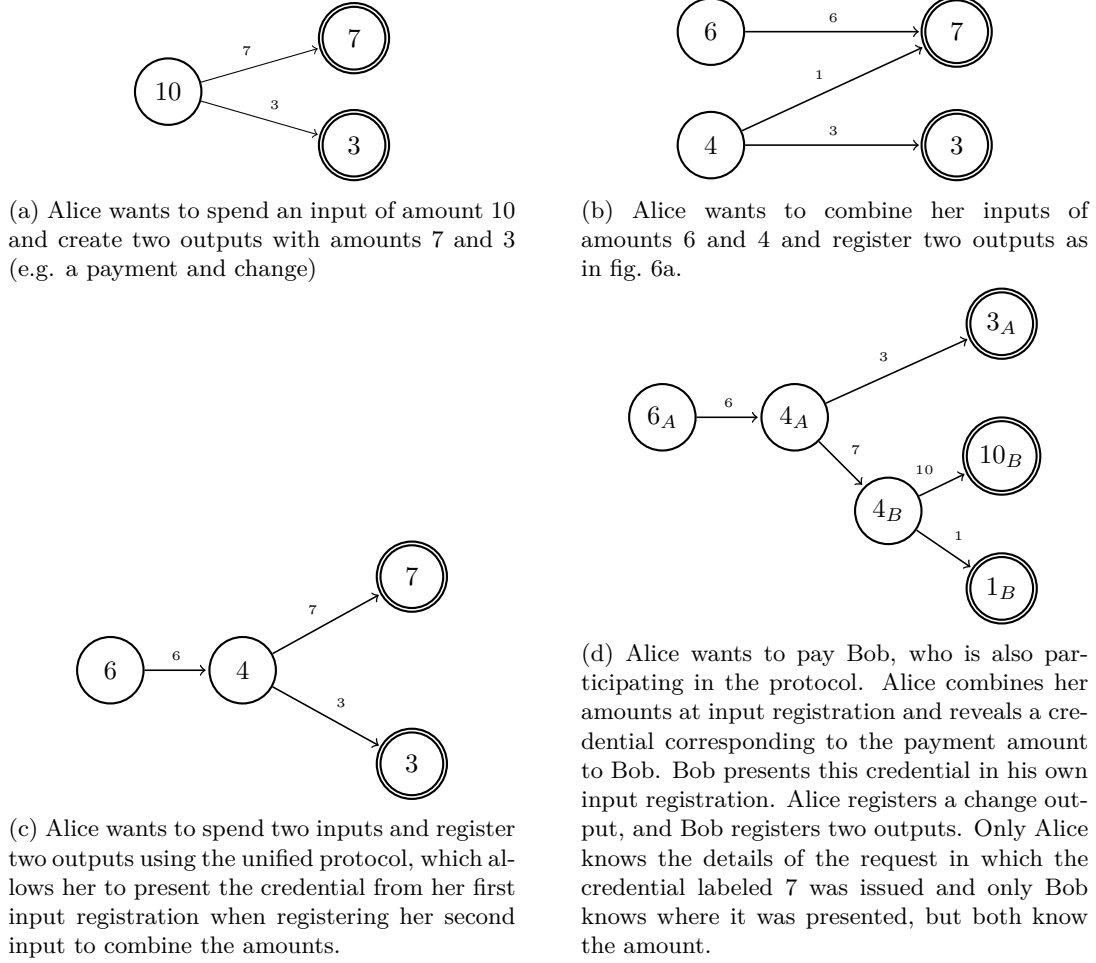 10
7
7
3
3
(a) Alice wants to spend an input of amount 10
and create two outputs with amounts 7 and 3
(e.g. a payment and change)
6
6
7
1
4
3
3
(b) Alice wants to combine her inputs of
amounts 6 and 4 and register two outputs as
in fig. 6a.
6
6
4
7
7
3
3
(c) Alice wants to spend two inputs and register
two outputs using the unified protocol, which al-
lows her to present the credential from her first
input registration when registering her second
input to combine the amounts.
6A
6
4A
3
3A
7
4B
10
10B
1
1B
(d) Alice wants to pay Bob, who is also par-
ticipating in the protocol. Alice combines her
amounts at input registration and reveals a cre-
dential corresponding to the payment amount
to Bob. Bob presents this credential in his own
input registration. Alice registers a change out-
put, and Bob registers two outputs. Only Alice
knows the details of the request in which the
credential labeled 7 was issued and only Bob
knows where it was presented, but both know
the amount.